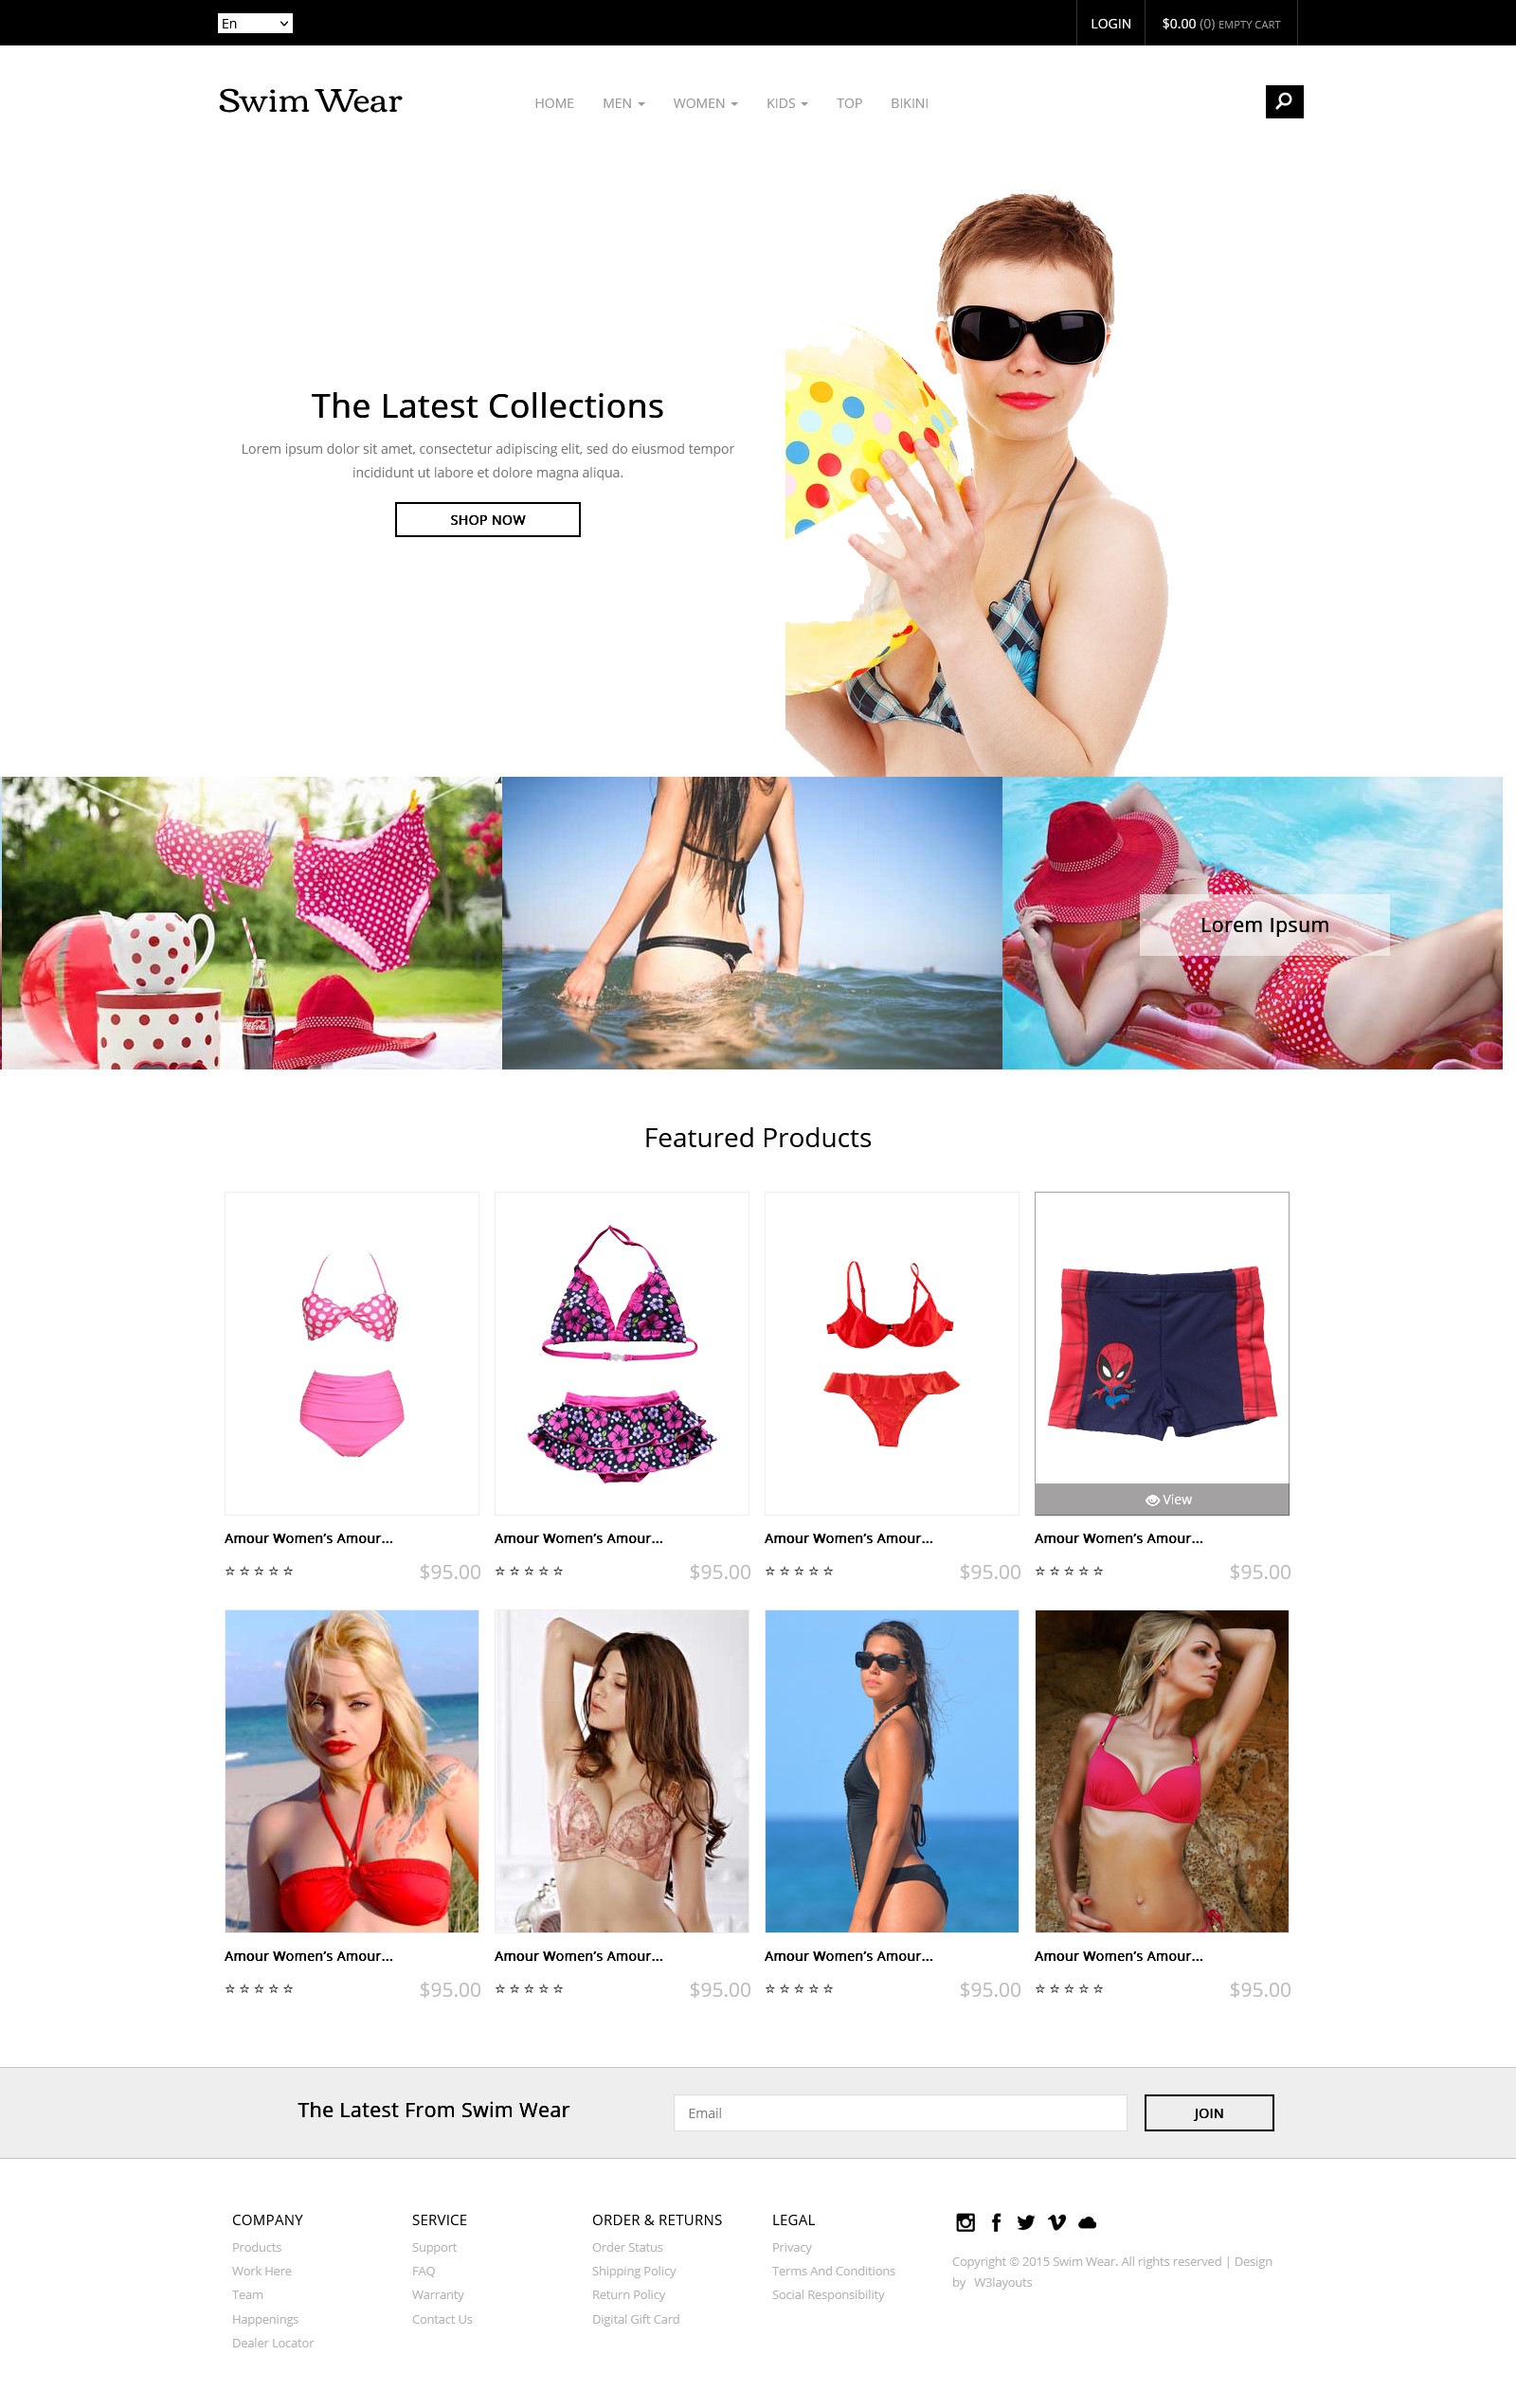 En
LOGIN
$0.00 (0) EMPTY CART
Swim Wear
HOME
MEN
WOMEN
KIDS
TOP
BIKINI
The Latest Collections
Lorem ipsum dolor sit amet, consectetur adipiscing elit, sed do eiusmod tempor
incididunt ut labore et dolore magna aliqua.
SHOP NOW
Coca-Cola
Lorem Ipsum
Featured Products
View
Amour Women's Amour...
Amour Women's Amour...
Amour Women's Amour...
Amour Women's Amour...
$95.00
$95.00
$95.00
$95.00
Amour Women's Amour...
Amour Women's Amour...
Amour Women's Amour...
Amour Women's Amour...
$95.00
$95.00
$95.00
$95.00
The Latest From Swim Wear
Email
JOIN
COMPANY
Products
Work Here
Team
Happenings
Dealer Locator
SERVICE
Support
FAQ
Warranty
Contact Us
ORDER & RETURNS
Order Status
Shipping Policy
Return Policy
Digital Gift Card
LEGAL
Privacy
Terms And Conditions
Social Responsibility
Copyright © 2015 Swim Wear. All rights reserved | Design
by W3layouts